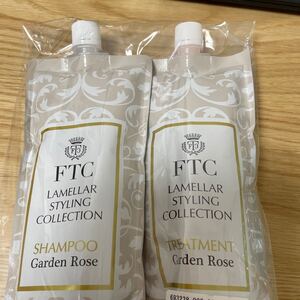 FTC
LAMELLAR
STYLING
COLLECTION
SHAMPOO
Garden Rose
FTC
LAMELLAR
STYLING
COLLECTION
TREATMENT
Garden Rose